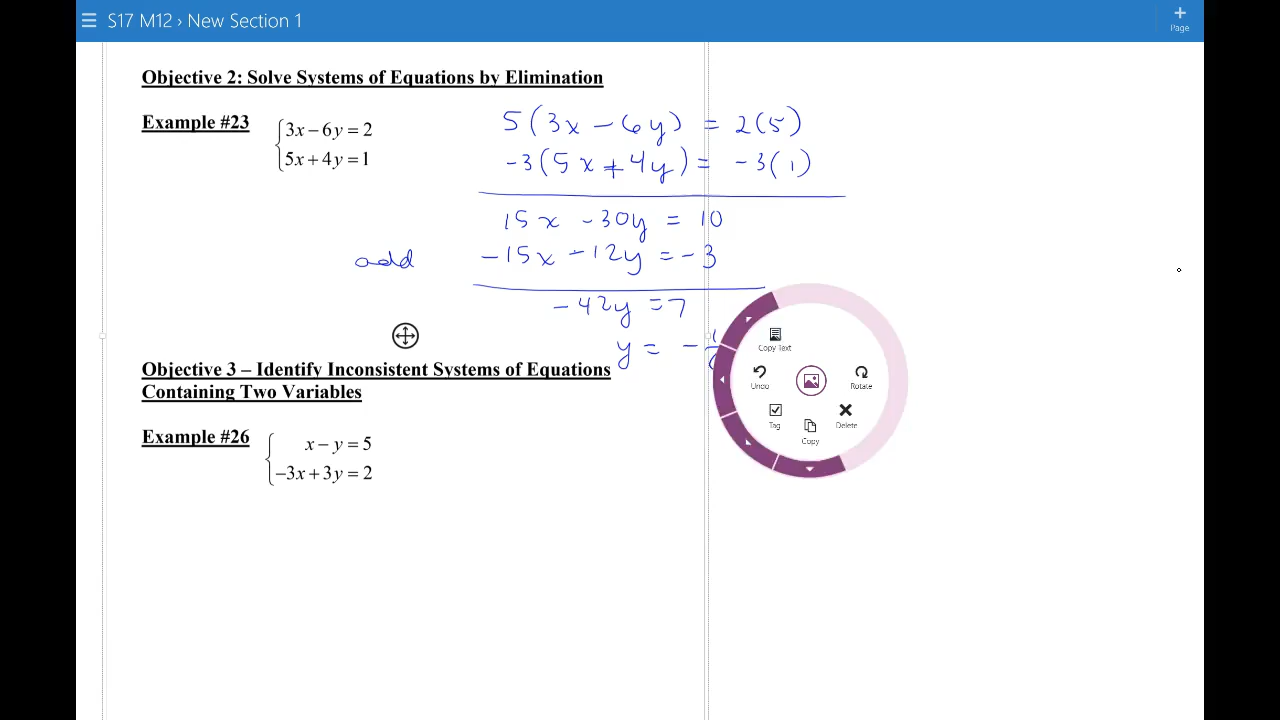 S17 M12 › New Section 1
Page
Objective 2: Solve Systems of Equations by Elimination
Example #23
3x − 6y = 2
5x + 4y = 1
5(3x − 6y) = 2(5)
-3(5x + 4y) = -3(1)
15x - 30y = 10
add
-15x - 12y = -3
-42y = 7
y = -
Copy Text
Undo
Rotate
Tag
Delete
Copy
Objective 3 – Identify Inconsistent Systems of Equations
Containing Two Variables
Example #26
x − y = 5
−3x + 3y = 2